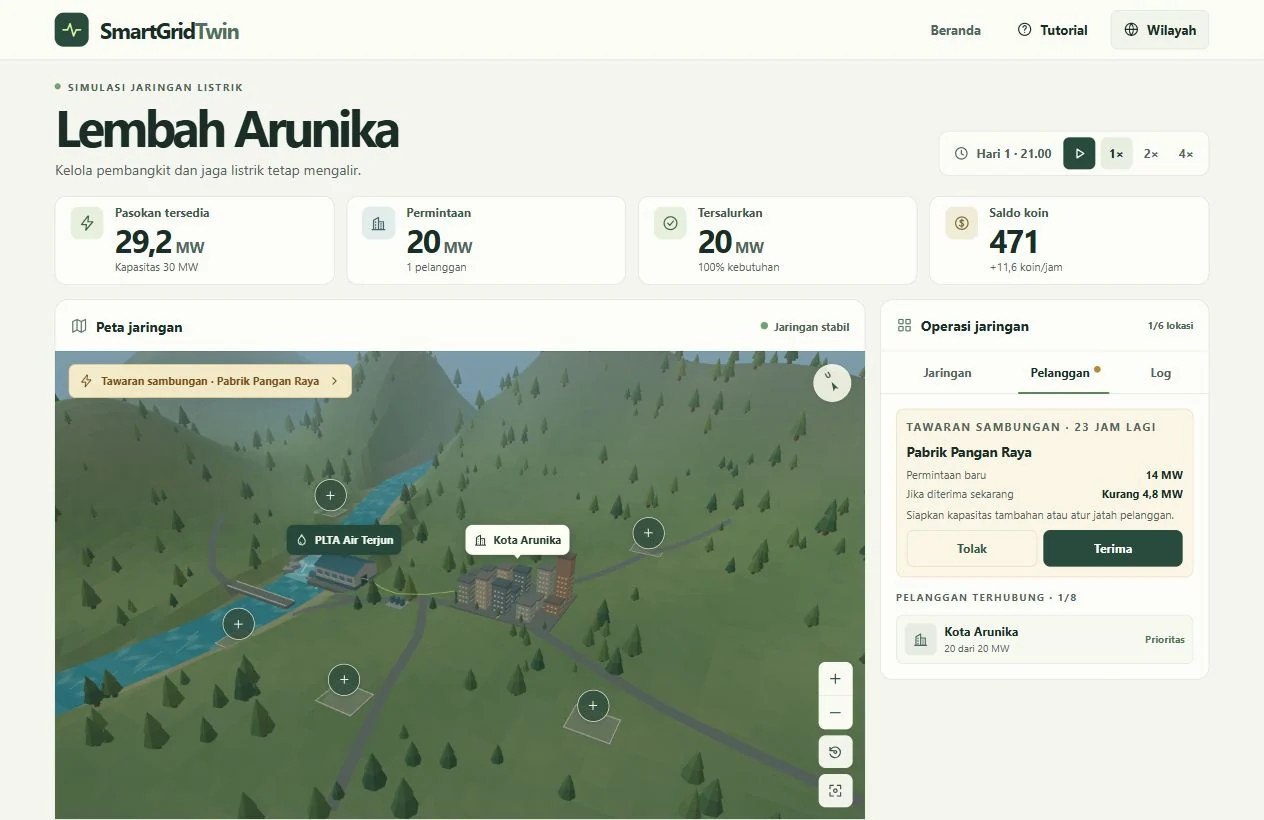 SmartGridTwin
Beranda
Tutorial
Wilayah
SIMULASI JARINGAN LISTRIK
Lembah Arunika
Kelola pembangkit dan jaga listrik tetap mengalir.
Hari 1 · 21.00
1×
2×
4×
Pasokan tersedia
29,2 MW
Kapasitas 30 MW
Permintaan
20 MW
1 pelanggan
Tersalurkan
20 MW
100% kebutuhan
Saldo koin
471
+11,6 koin/jam
Peta jaringan
Jaringan stabil
Tawaran sambungan · Pabrik Pangan Raya
U
PLTA Air Terjun
Kota Arunika
Operasi jaringan
1/6 lokasi
Jaringan
Pelanggan
Log
TAWARAN SAMBUNGAN · 23 JAM LAGI
Pabrik Pangan Raya
Permintaan baru 14 MW
Jika diterima sekarang Kurang 4,8 MW
Siapkan kapasitas tambahan atau atur jatah pelanggan.
Tolak
Terima
PELANGGAN TERHUBUNG · 1/8
Kota Arunika
20 dari 20 MW
Prioritas